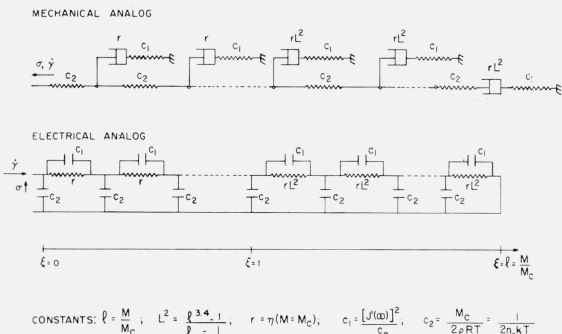 MECHANICAL ANALOG
r c₁ r c₁ rL² c₁ rL² c₁
σ, γ̇ c₂ c₂ c₂ c₂ rL² c₁
ELECTRICAL ANALOG
γ̇ c₁ c₁ c₁ c₁ c₁
σ r r rL² rL² rL²
c₂ c₂ c₂ c₂ c₂ c₂ c₂
ξ=0 ξ=1 ξ=ℓ= M/M_C
CONSTANTS: ℓ = M/M_C ; L² = (ℓ^3.4 - 1)/(ℓ - 1) r = η(M=M_C); c₁ = [J'(∞)]²/c₂ ; c₂ = M_C/(2ρRT) = 1/(2n_ckT)